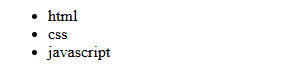 • html
• css
• javascript